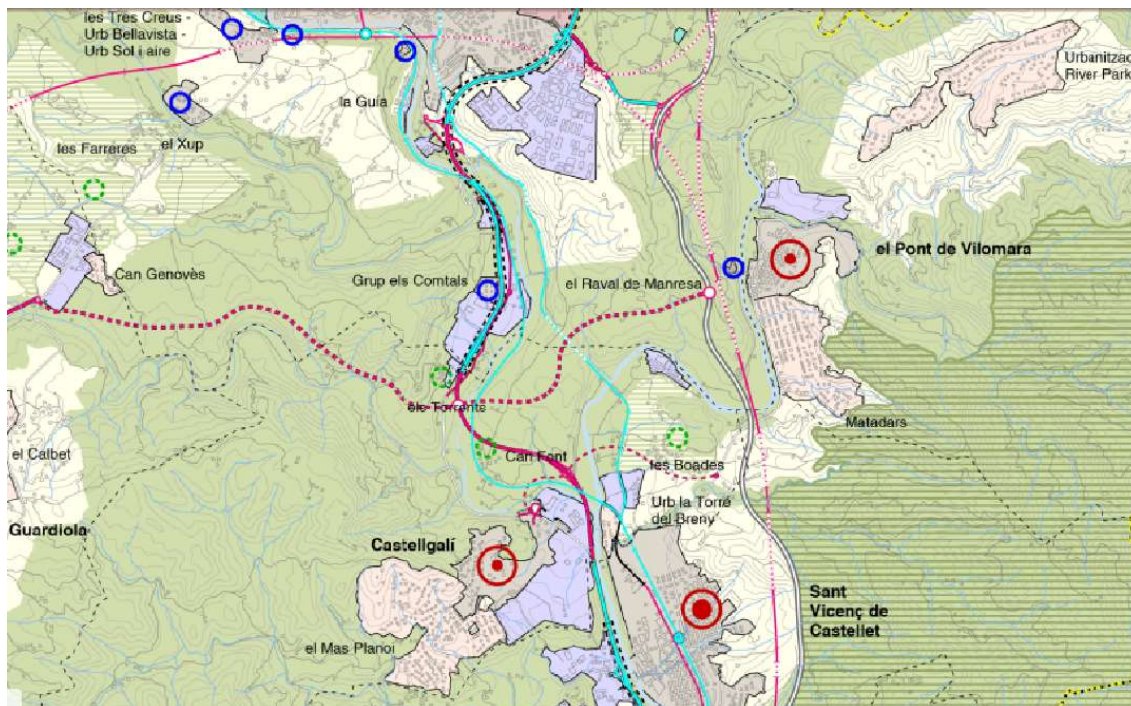 les Tres Creus -
Urb Bellavista -
Urb Sol i aire
Urbanitzac
River Park
la Guia
el Xup
les Farreres
el Pont de Vilomara
Can Genovès
Grup els Comtals
el Raval de Manresa
els Torrents
Matadars
el Calbet
Can Font
les Boades
Guardiola
Urb la Torre
del Breny
Castellgalí
Sant
Vicenç de
Castellet
el Mas Planoi